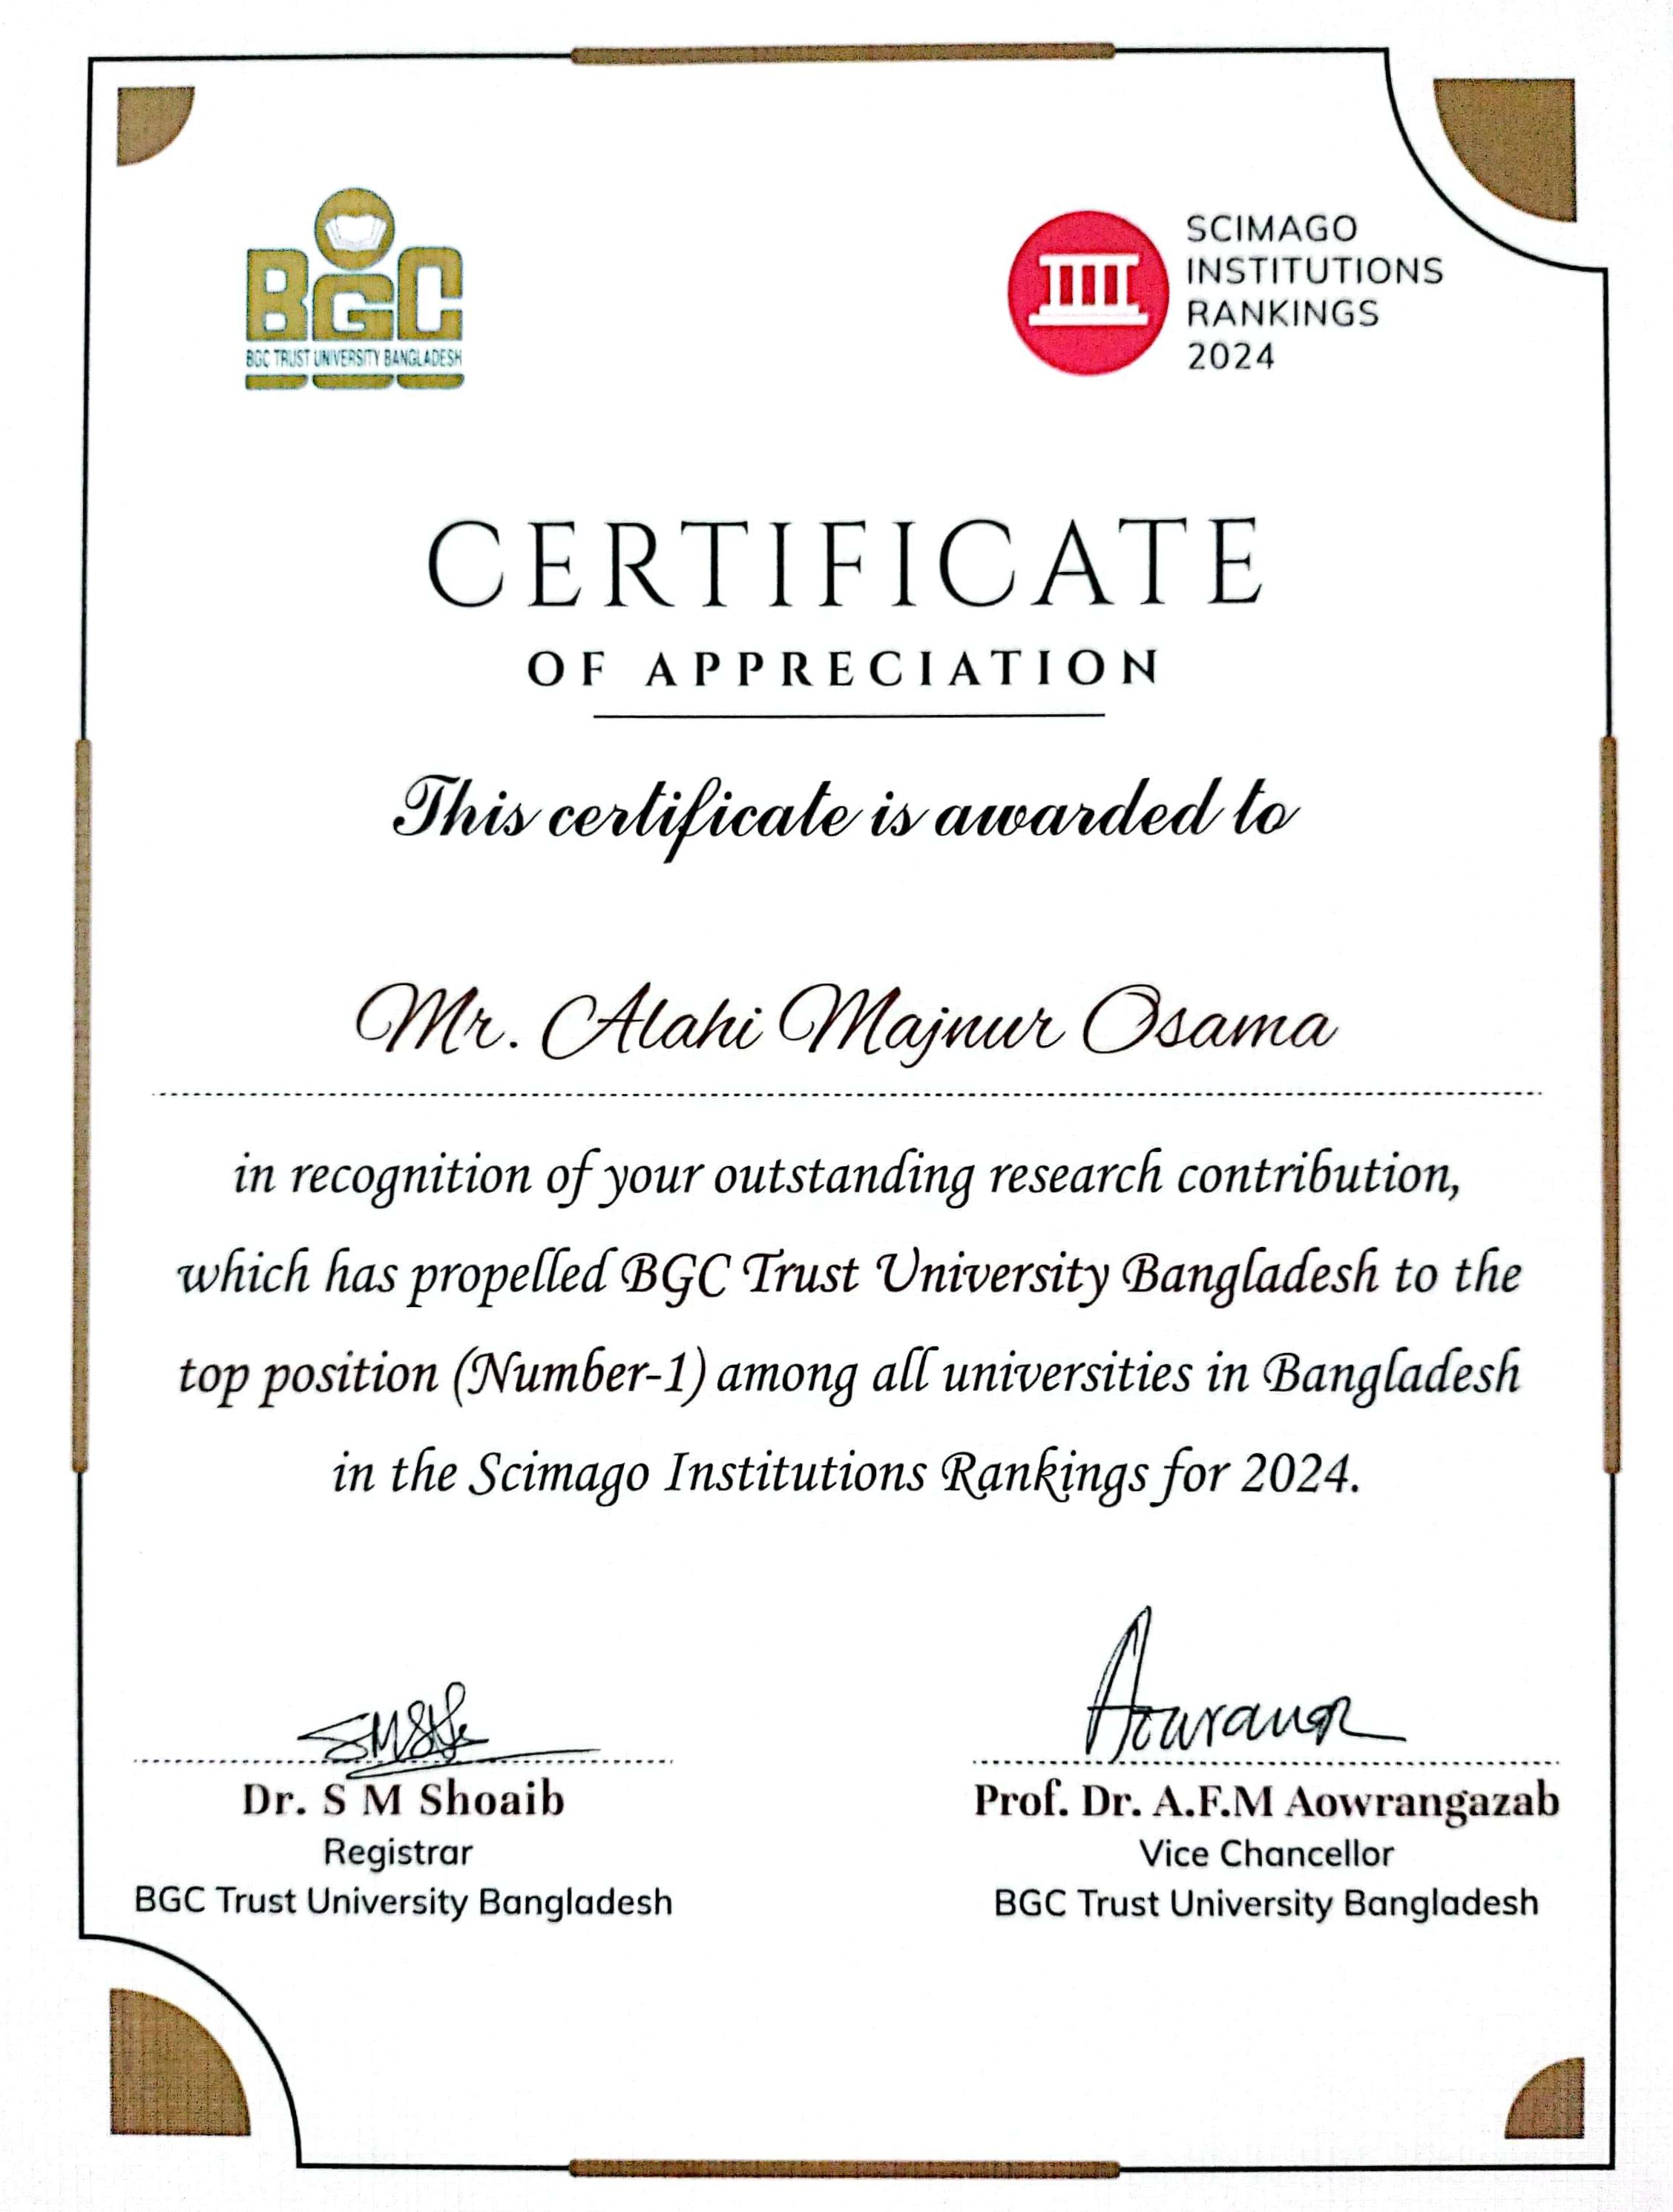 BGC
BGC TRUST UNIVERSITY BANGLADESH
SCIMAGO
INSTITUTIONS
RANKINGS
2024
CERTIFICATE
OF APPRECIATION
This certificate is awarded to
Mr. Alahi Majnur Osama
in recognition of your outstanding research contribution,
which has propelled BGC Trust University Bangladesh to the
top position (Number-1) among all universities in Bangladesh
in the Scimago Institutions Rankings for 2024.
Dr. S M Shoaib
Registrar
BGC Trust University Bangladesh
Prof. Dr. A.F.M Aowrangazab
Vice Chancellor
BGC Trust University Bangladesh